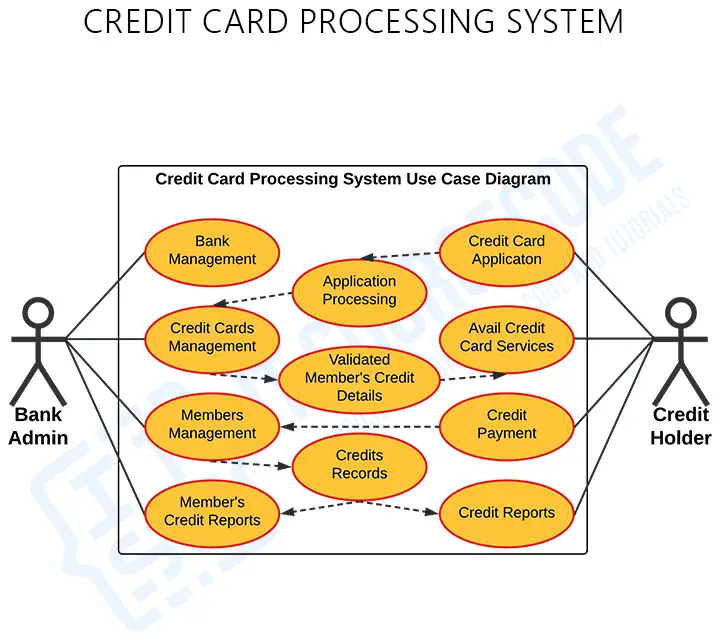 CREDIT CARD PROCESSING SYSTEM
Credit Card Processing System Use Case Diagram
Bank
Management
Credit Card
Applicaton
Application
Processing
Credit Cards
Management
Avail Credit
Card Services
Validated
Member's Credit
Details
Bank
Admin
Credit
Holder
Members
Management
Credit
Payment
Credits
Records
Member's
Credit Reports
Credit Reports